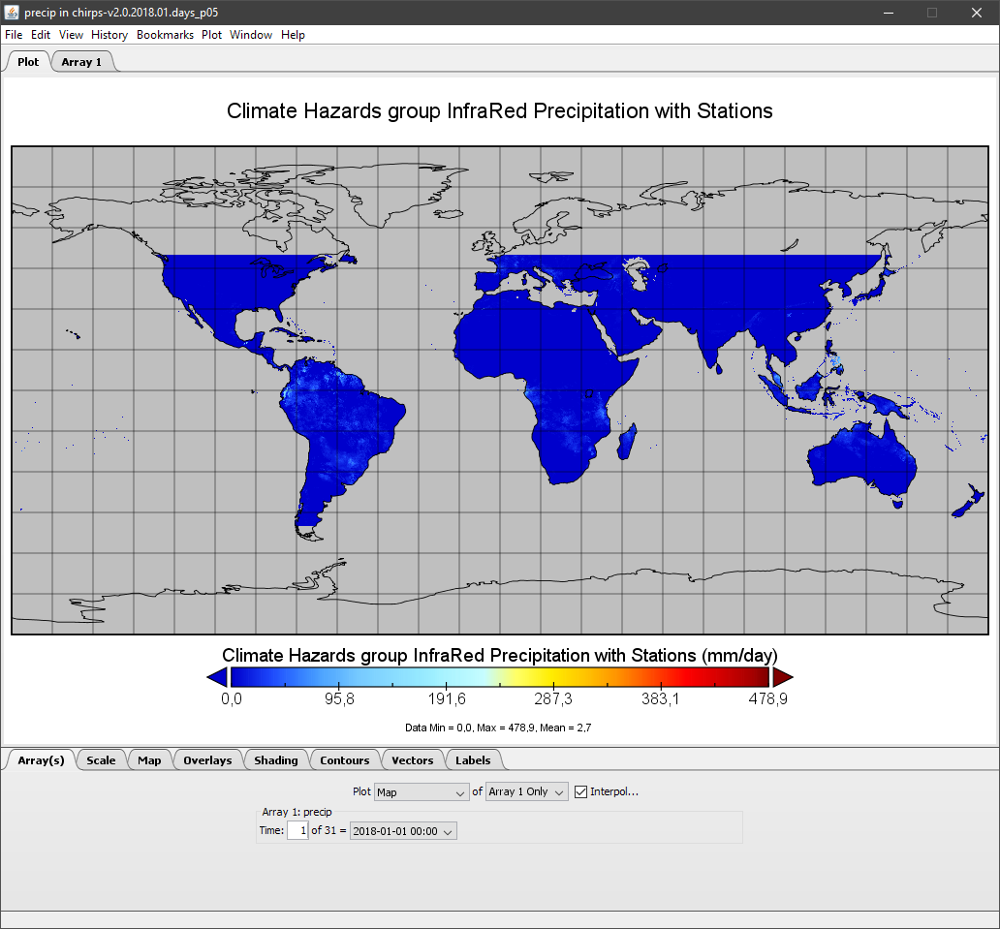 precip in chirps-v2.0.2018.01.days_p05
File Edit View History Bookmarks Plot Window Help
Plot Array 1
Climate Hazards group InfraRed Precipitation with Stations
Climate Hazards group InfraRed Precipitation with Stations (mm/day)
0,0 95,8 191,6 287,3 383,1 478,9
Data Min = 0,0, Max = 478,9, Mean = 2,7
Array(s) Scale Map Overlays Shading Contours Vectors Labels
Plot Map of Array 1 Only Interpol...
Array 1: precip
Time: 1 of 31 = 2018-01-01 00:00